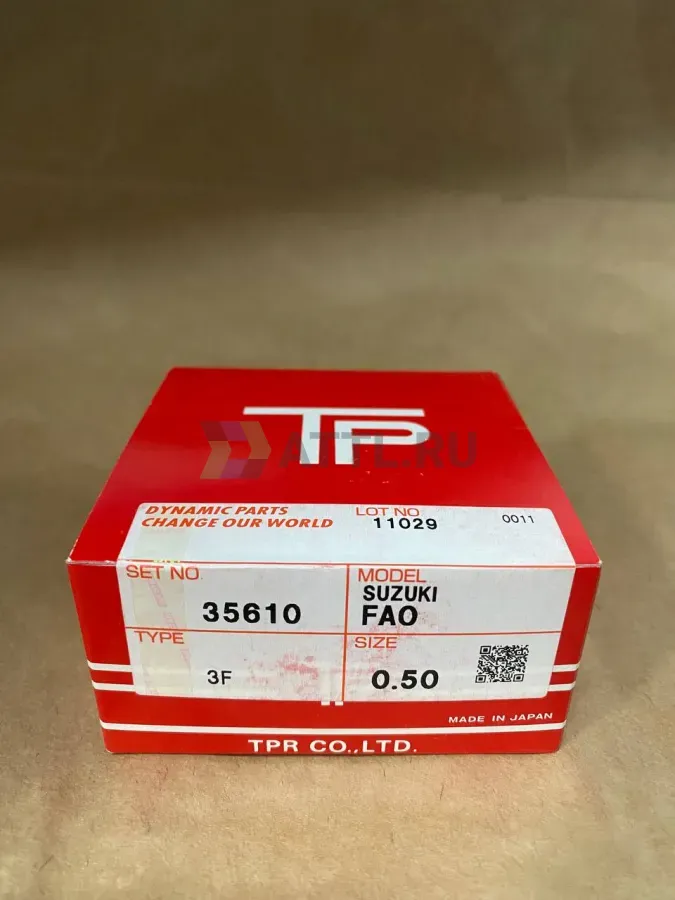 TP
ATTL.RU
DYNAMIC PARTS
CHANGE OUR WORLD
LOT NO
11029
0011
SET NO.
35610
MODEL
SUZUKI
FAO
TYPE
3F
SIZE
0.50
MADE IN JAPAN
TPR CO.,LTD.